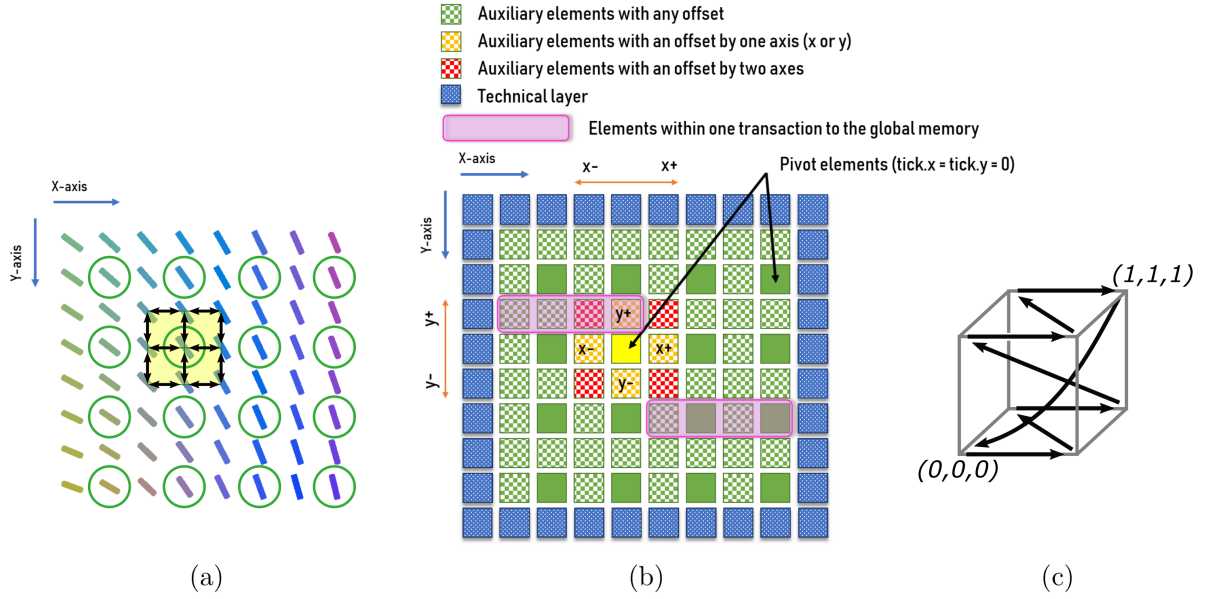 Auxiliary elements with any offset
Auxiliary elements with an offset by one axis (x or y)
Auxiliary elements with an offset by two axes
Technical layer
Elements within one transaction to the global memory
X-axis
x-
x+
Pivot elements (tick.x = tick.y = 0)
X-axis
Y-axis
Y-axis
(1,1,1)
y+
y+
x-
x+
y-
y-
(0,0,0)
(a)
(b)
(c)